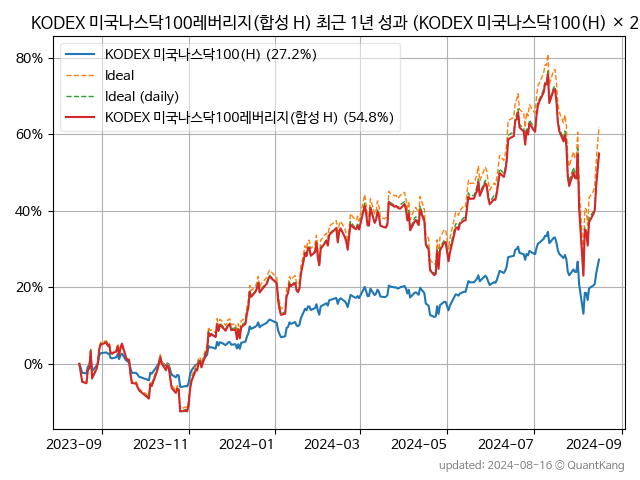 KODEX 미국나스닥100레버리지(합성 H) 최근 1년 성과 (KODEX 미국나스닥100(H) × 2
KODEX 미국나스닥100(H) (27.2%)
Ideal
Ideal (daily)
KODEX 미국나스닥100레버리지(합성 H) (54.8%)
80%
60%
40%
20%
0%
2023-09 2023-11 2024-01 2024-03 2024-05 2024-07 2024-09
updated: 2024-08-16 © QuantKang